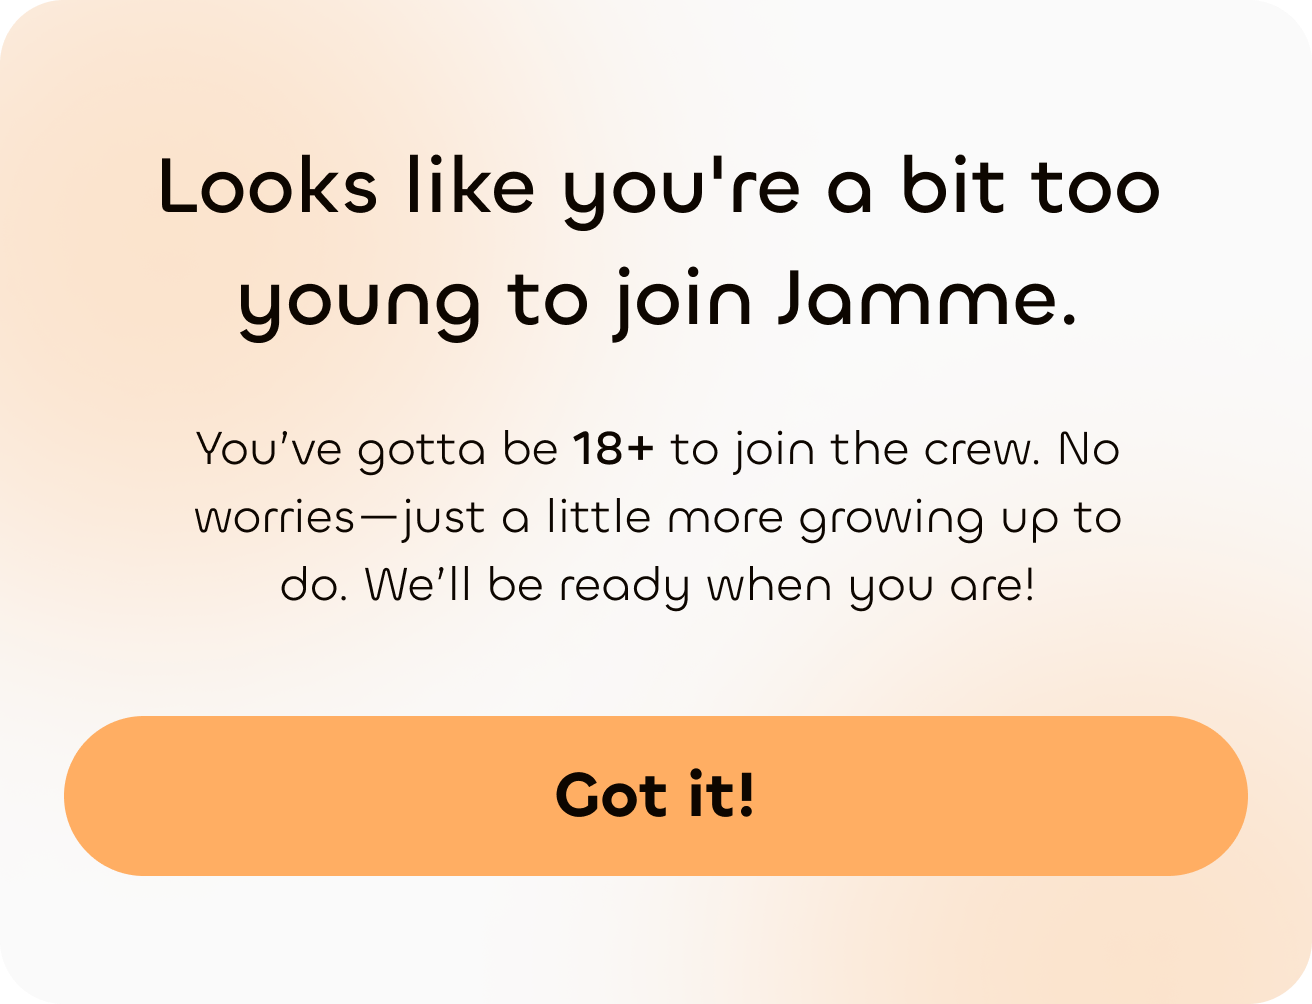 Looks like you're a bit too
young to join Jamme.
You’ve gotta be 18+ to join the crew. No
worries—just a little more growing up to
do. We’ll be ready when you are!
Got it!